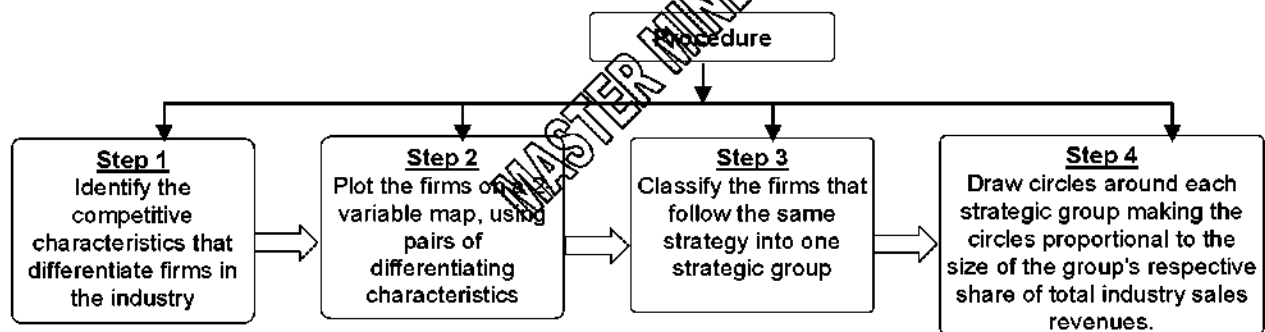 Procedure
MASTER MIN
Step 1
Identify the
competitive
characteristics that
differentiate firms in
the industry
Step 2
Plot the firms on a 2
variable map, using
pairs of
differentiating
characteristics
Step 3
Classify the firms that
follow the same
strategy into one
strategic group
Step 4
Draw circles around each
strategic group making the
circles proportional to the
size of the group's respective
share of total industry sales
revenues.